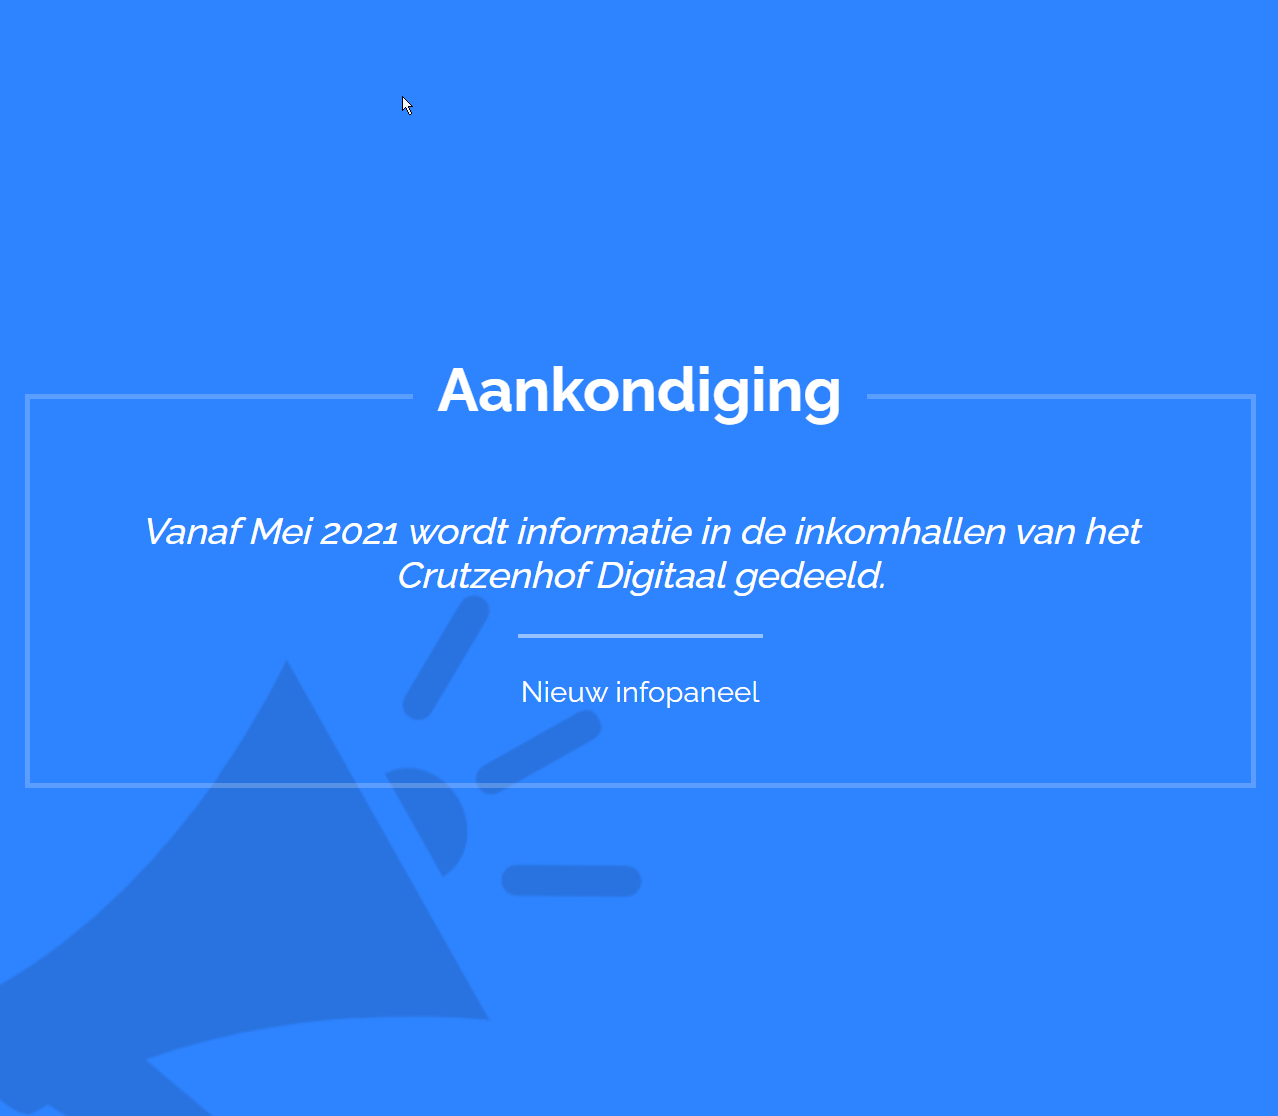 Aankondiging
Vanaf Mei 2021 wordt informatie in de inkomhallen van het
Crutzenhof Digitaal gedeeld.
Nieuw infopaneel